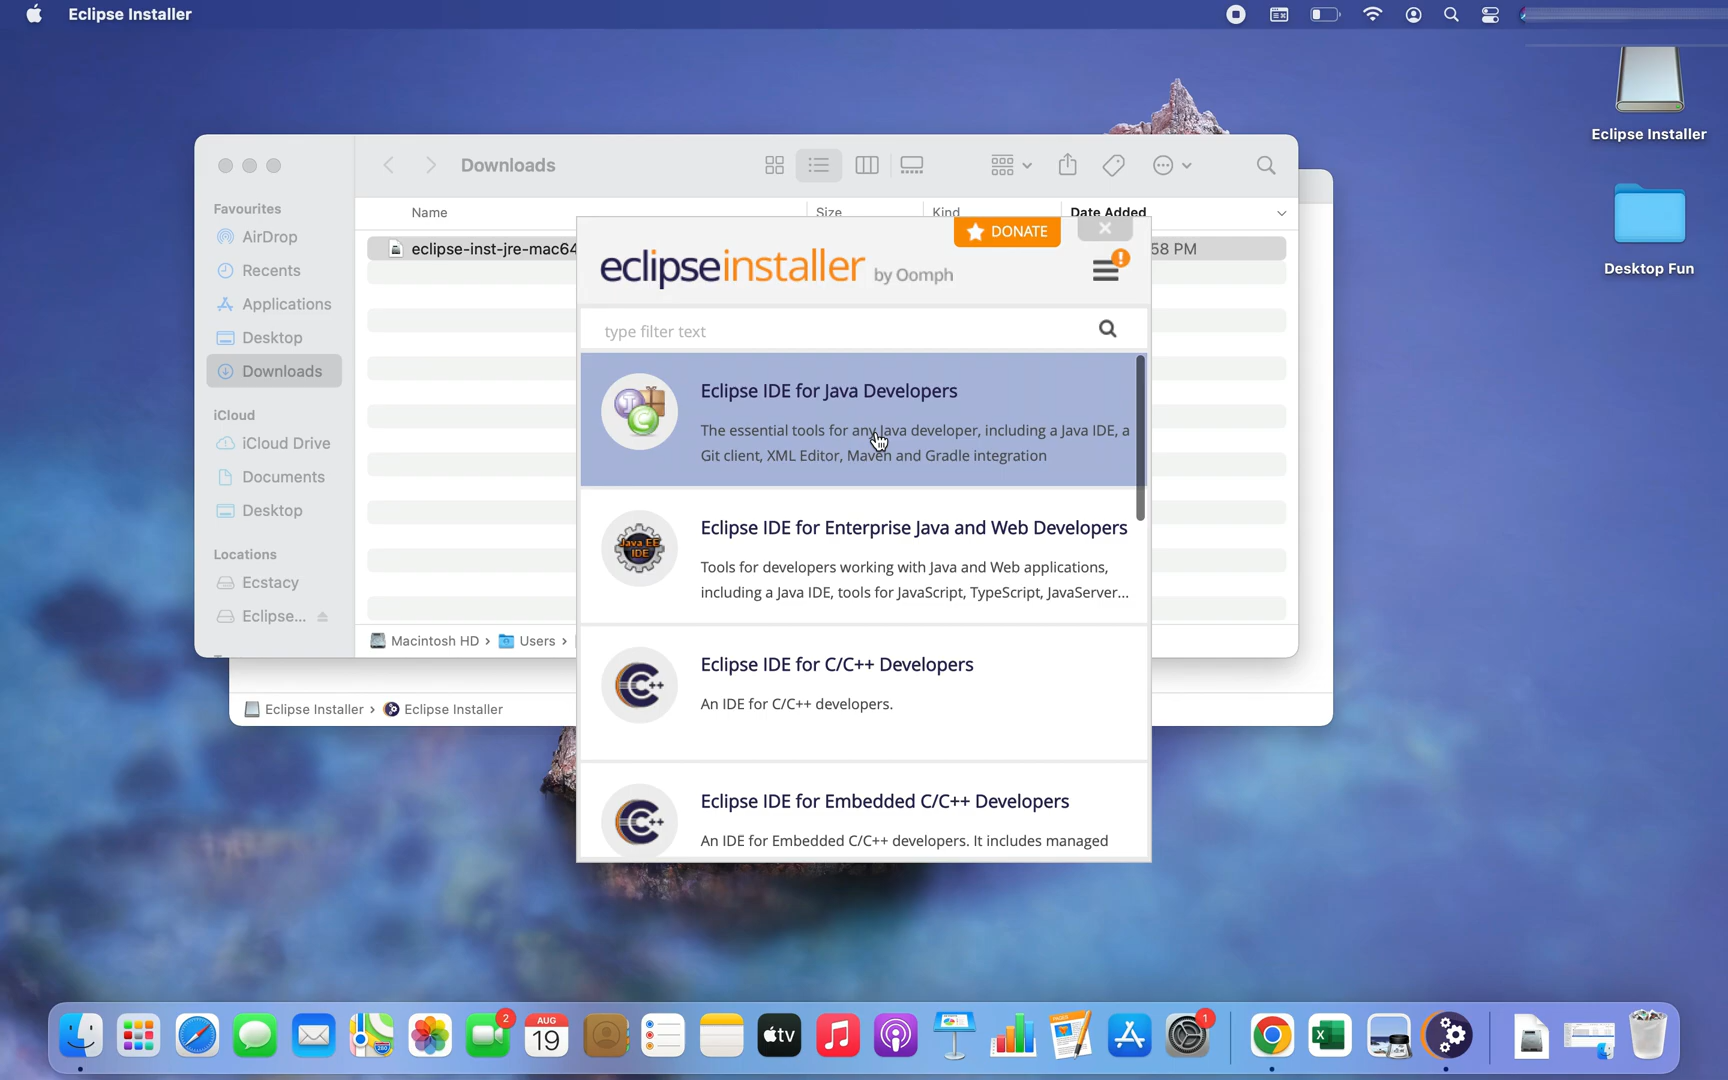 Eclipse Installer
Eclipse Installer
Desktop Fun
Downloads
Favourites
AirDrop
Recents
Applications
Desktop
Downloads
iCloud
iCloud Drive
Documents
Desktop
Locations
Ecstacy
Eclipse...
Name
Size
Kind
Date Added
eclipse-inst-jre-mac64
58 PM
Macintosh HD › Users ›
Eclipse Installer › Eclipse Installer
DONATE
eclipseinstaller by Oomph
!
type filter text
Eclipse IDE for Java Developers
The essential tools for any Java developer, including a Java IDE, a
Git client, XML Editor, Maven and Gradle integration
Java EE
IDE
Eclipse IDE for Enterprise Java and Web Developers
Tools for developers working with Java and Web applications,
including a Java IDE, tools for JavaScript, TypeScript, JavaServer...
C++
Eclipse IDE for C/C++ Developers
An IDE for C/C++ developers.
C++
Eclipse IDE for Embedded C/C++ Developers
An IDE for Embedded C/C++ developers. It includes managed
2
AUG
19
tv
1